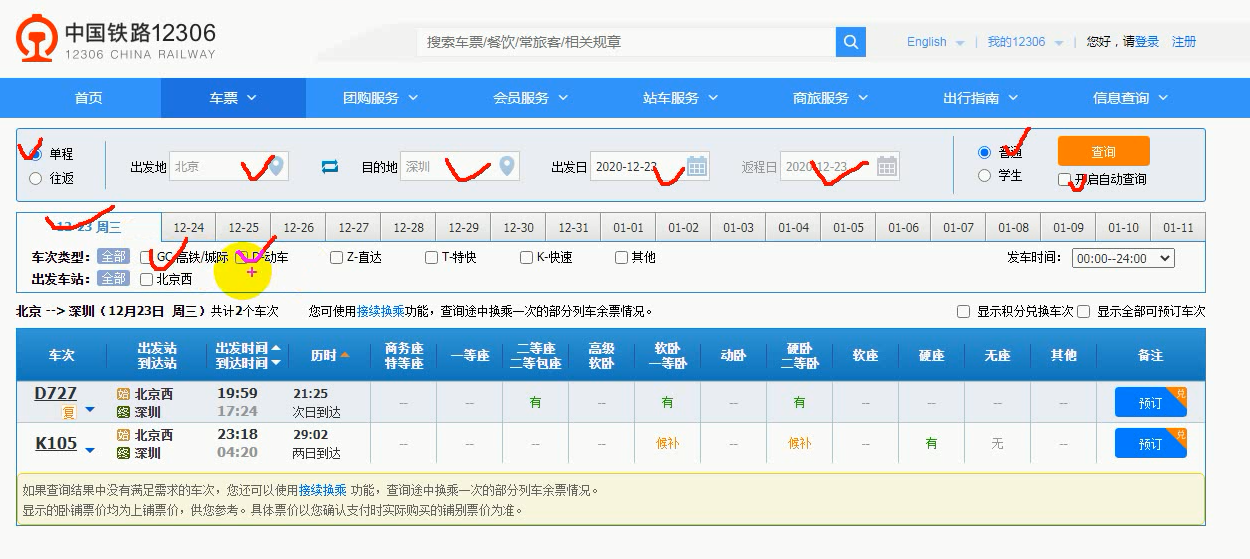 中国铁路12306
12306 CHINA RAILWAY
搜索车票/餐饮/常旅客/相关规章
English | 我的12306 | 您好，请登录 注册
首页 车票 团购服务 会员服务 站车服务 商旅服务 出行指南 信息查询
单程
往返
出发地 北京 目的地 深圳 出发日 2020-12-23 返程日 2020-12-23
普通
学生
查询
开启自动查询
12-23 周三 12-24 12-25 12-26 12-27 12-28 12-29 12-30 12-31 01-01 01-02 01-03 01-04 01-05 01-06 01-07 01-08 01-09 01-10 01-11
车次类型： 全部 GC-高铁/城际 D-动车 Z-直达 T-特快 K-快速 其他 发车时间： 00:00--24:00
出发车站： 全部 北京西
北京 --> 深圳（12月23日 周三）共计2个车次 您可使用接续换乘功能，查询途中换乘一次的部分列车余票情况。 显示积分兑换车次 显示全部可预订车次
车次 出发站 到达站 出发时间 到达时间 历时 商务座 特等座 一等座 二等座 二等包座 高级 软卧 软卧 一等卧 动卧 硬卧 二等卧 软座 硬座 无座 其他 备注
D727 始 北京西 19:59 21:25 -- -- 有 -- 有 -- 有 -- -- -- -- 预订 兑
复 终 深圳 17:24 次日到达
K105 始 北京西 23:18 29:02 -- -- -- -- 候补 -- 候补 -- 有 无 -- 预订 兑
终 深圳 04:20 两日到达
如果查询结果中没有满足需求的车次，您还可以使用接续换乘 功能，查询途中换乘一次的部分列车余票情况。
显示的卧铺票价均为上铺票价，供您参考。具体票价以您确认支付时实际购买的铺别票价为准。